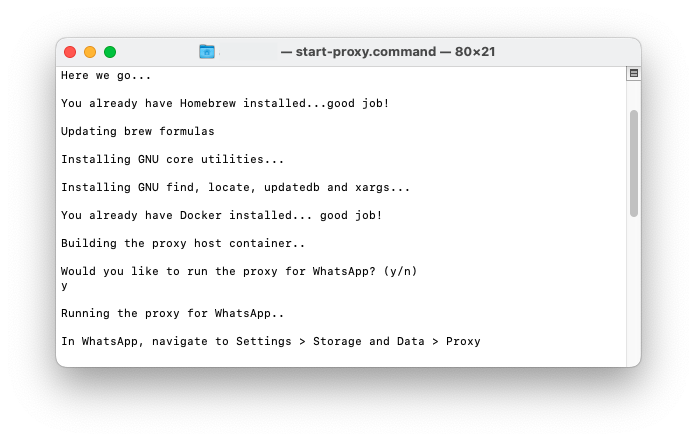 — start-proxy.command — 80×21
Here we go...
You already have Homebrew installed...good job!
Updating brew formulas
Installing GNU core utilities...
Installing GNU find, locate, updatedb and xargs...
You already have Docker installed... good job!
Building the proxy host container..
Would you like to run the proxy for WhatsApp? (y/n)
y
Running the proxy for WhatsApp..
In WhatsApp, navigate to Settings > Storage and Data > Proxy